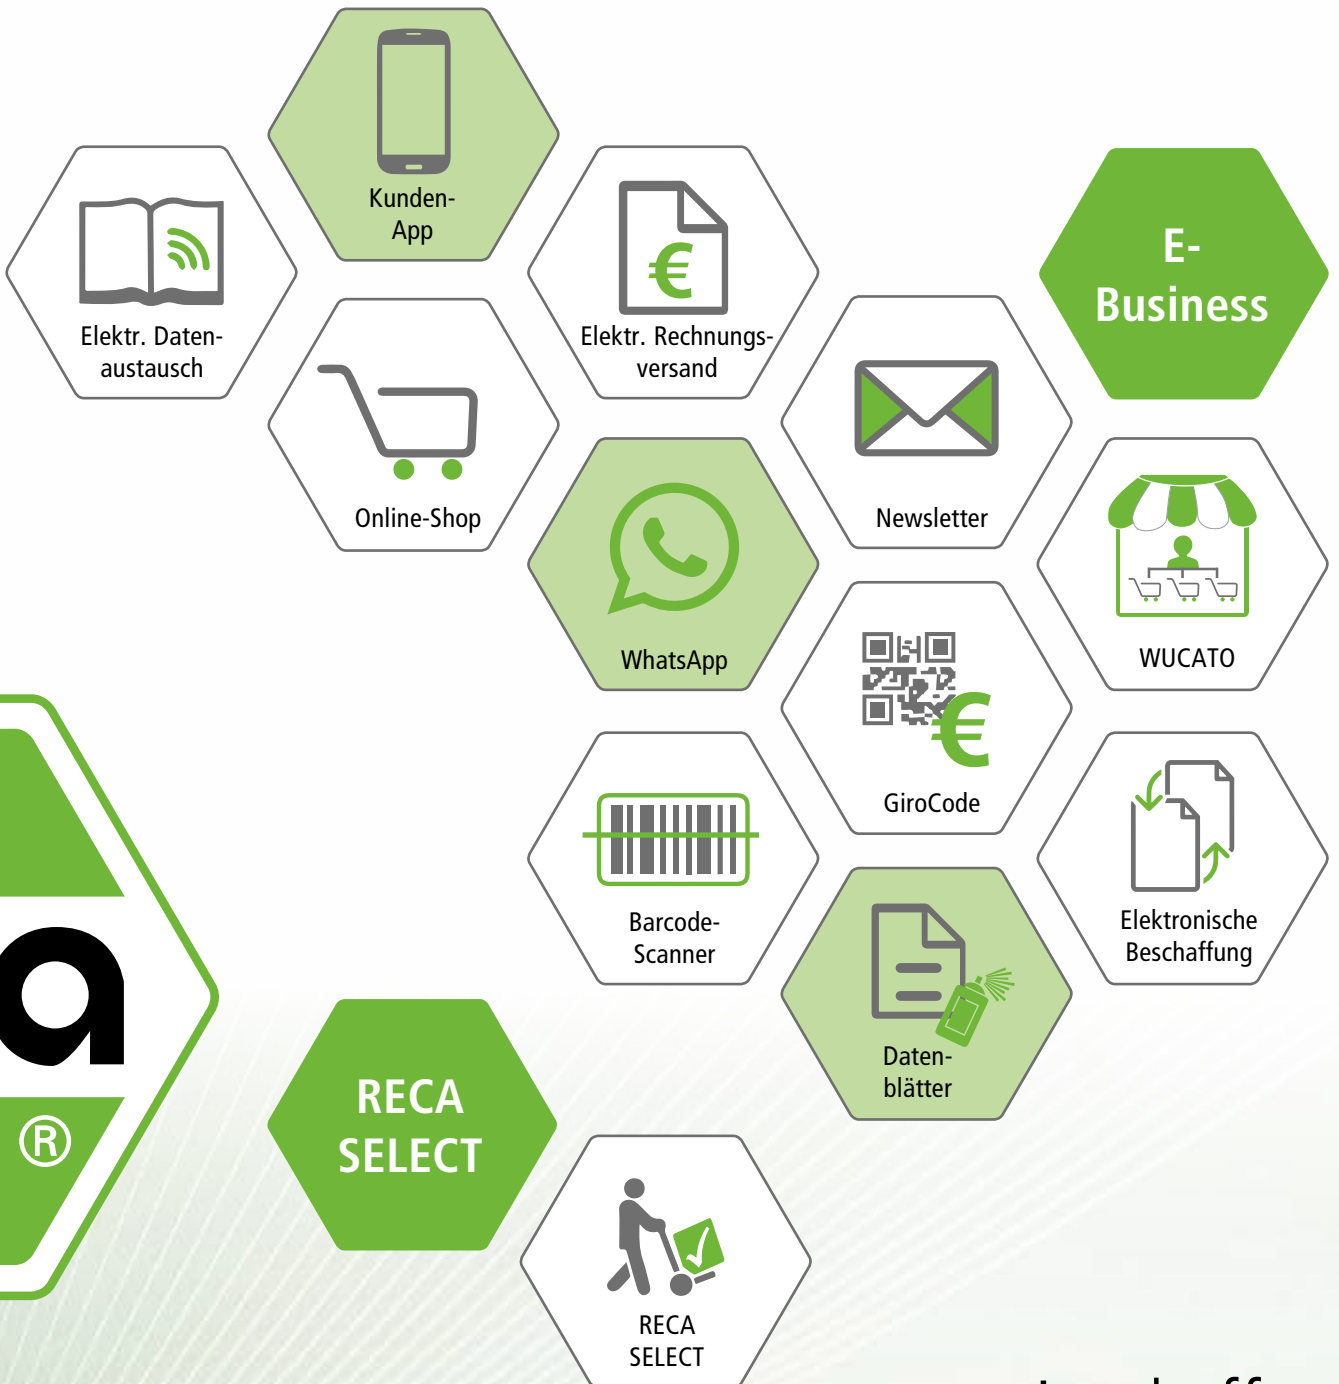 Kunden-
App
Elektr. Daten-
austausch
Elektr. Rechnungs-
versand
E-
Business
Online-Shop
Newsletter
WhatsApp
WUCATO
GiroCode
Barcode-
Scanner
Elektronische
Beschaffung
Daten-
blätter
a
®
RECA
SELECT
RECA
SELECT